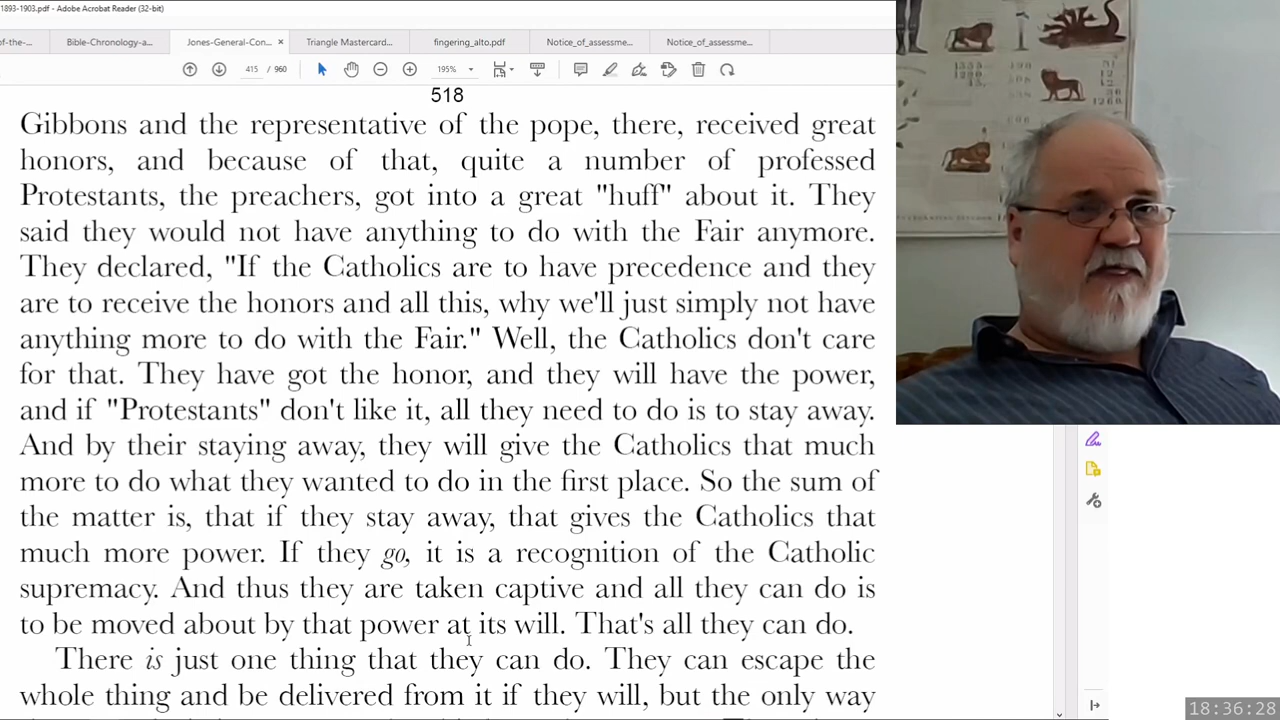 1893-1903.pdf - Adobe Acrobat Reader (32-bit)
of-the-... Bible-Chronology-a... Jones-General-Con... × Triangle Mastercard... fingering_alto.pdf Notice_of_assessme... Notice_of_assessme...
415 / 960 195%
518
Gibbons and the representative of the pope, there, received great
honors, and because of that, quite a number of professed
Protestants, the preachers, got into a great "huff" about it. They
said they would not have anything to do with the Fair anymore.
They declared, "If the Catholics are to have precedence and they
are to receive the honors and all this, why we'll just simply not have
anything more to do with the Fair." Well, the Catholics don't care
for that. They have got the honor, and they will have the power,
and if "Protestants" don't like it, all they need to do is to stay away.
And by their staying away, they will give the Catholics that much
more to do what they wanted to do in the first place. So the sum of
the matter is, that if they stay away, that gives the Catholics that
much more power. If they go, it is a recognition of the Catholic
supremacy. And thus they are taken captive and all they can do is
to be moved about by that power at its will. That's all they can do.
There is just one thing that they can do. They can escape the
whole thing and be delivered from it if they will, but the only way
18:36:28